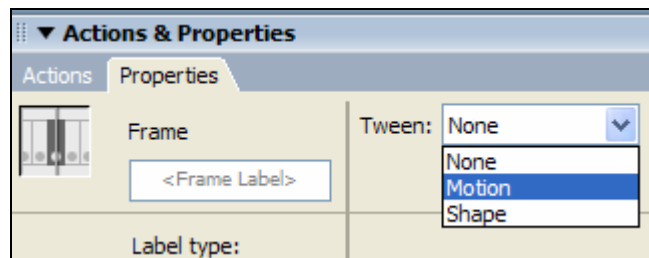 ▼ Actions & Properties
Actions Properties
Frame
Tween: None
<Frame Label>
None
Motion
Shape
Label type: